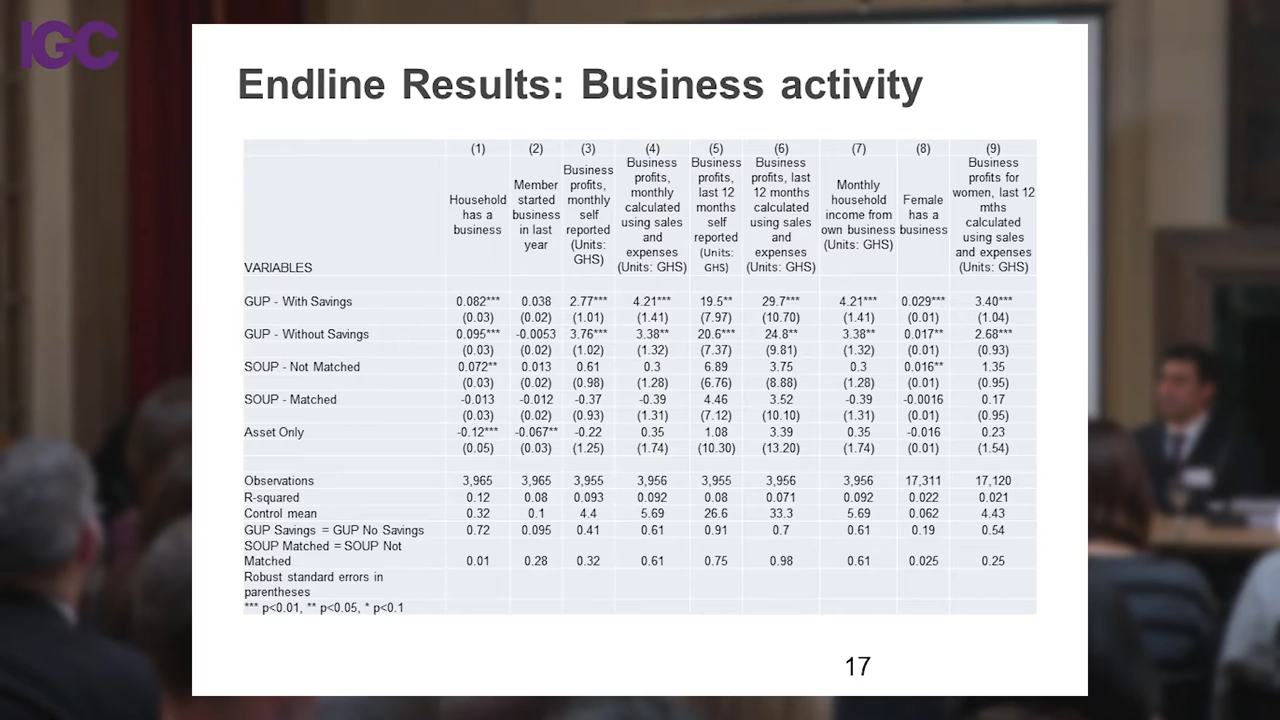 IGC
Endline Results: Business activity
(1) (2) (3) (4) (5) (6) (7) (8) (9)
VARIABLES
Household has a business
Member started business in last year
Business profits, monthly self reported (Units: GHS)
Business profits, monthly calculated using sales and expenses (Units: GHS)
Business profits, last 12 months self reported (Units: GHS)
Business profits, last 12 months calculated using sales and expenses (Units: GHS)
Monthly household income from own business (Units: GHS)
Female has a business
Business profits for women, last 12 mths calculated using sales and expenses (Units: GHS)
GUP - With Savings 0.082*** 0.038 2.77*** 4.21*** 19.5** 29.7*** 4.21*** 0.029*** 3.40***
(0.03) (0.02) (1.01) (1.41) (7.97) (10.70) (1.41) (0.01) (1.04)
GUP - Without Savings 0.095*** -0.0053 3.76*** 3.38** 20.6*** 24.8** 3.38** 0.017** 2.68***
(0.03) (0.02) (1.02) (1.32) (7.37) (9.81) (1.32) (0.01) (0.93)
SOUP - Not Matched 0.072** 0.013 0.61 0.3 6.89 3.75 0.3 0.016** 1.35
(0.03) (0.02) (0.98) (1.28) (6.76) (8.88) (1.28) (0.01) (0.95)
SOUP - Matched -0.013 -0.012 -0.37 -0.39 4.46 3.52 -0.39 -0.0016 0.17
(0.03) (0.02) (0.93) (1.31) (7.12) (10.10) (1.31) (0.01) (0.95)
Asset Only -0.12*** -0.067** -0.22 0.35 1.08 3.39 0.35 -0.016 0.23
(0.05) (0.03) (1.25) (1.74) (10.30) (13.20) (1.74) (0.01) (1.54)
Observations 3,965 3,965 3,955 3,956 3,955 3,956 3,956 17,311 17,120
R-squared 0.12 0.08 0.093 0.092 0.08 0.071 0.092 0.022 0.021
Control mean 0.32 0.1 4.4 5.69 26.6 33.3 5.69 0.062 4.43
GUP Savings = GUP No Savings 0.72 0.095 0.41 0.61 0.91 0.7 0.61 0.19 0.54
SOUP Matched = SOUP Not
Matched 0.01 0.28 0.32 0.61 0.75 0.98 0.61 0.025 0.25
Robust standard errors in
parentheses
*** p<0.01, ** p<0.05, * p<0.1
17